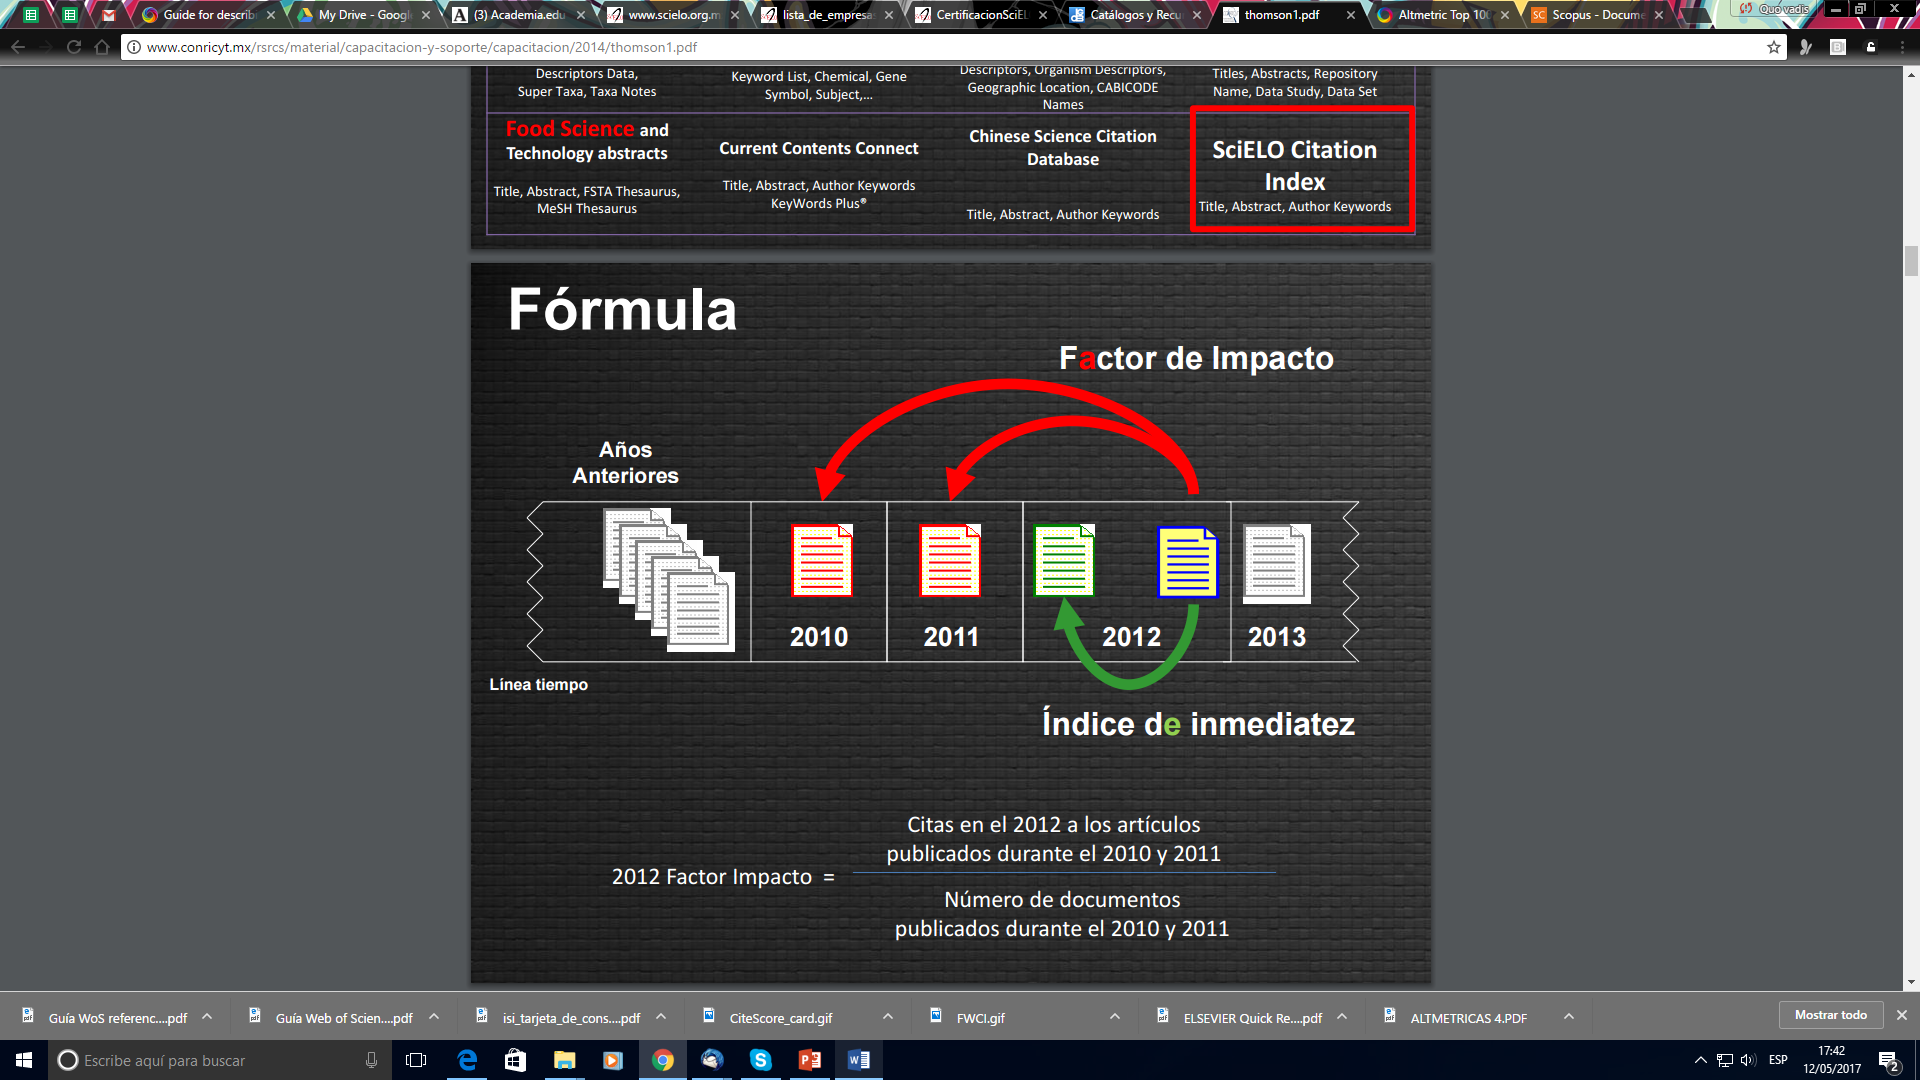 Guide for describ
My Drive - Googl
(3) Academia.edu
www.scielo.org.m
lista_de_empresa
CertificacionSciEL
Catálogos y Recu
thomson1.pdf
Altmetric Top 100
Scopus - Docume
Quo vadis
www.conricyt.mx/rsrcs/material/capacitacion-y-soporte/capacitacion/2014/thomson1.pdf
Descriptors Data,
Super Taxa, Taxa Notes
Keyword List, Chemical, Gene
Symbol, Subject,...
Descriptors, Organism Descriptors,
Geographic Location, CABICODE
Names
Titles, Abstracts, Repository
Name, Data Study, Data Set
Food Science and
Technology abstracts
Title, Abstract, FSTA Thesaurus,
MeSH Thesaurus
Current Contents Connect
Title, Abstract, Author Keywords
KeyWords Plus®
Chinese Science Citation
Database
Title, Abstract, Author Keywords
SciELO Citation
Index
Title, Abstract, Author Keywords
Fórmula
Factor de Impacto
Años
Anteriores
2010
2011
2012
2013
Línea tiempo
Índice de inmediatez
Citas en el 2012 a los artículos
publicados durante el 2010 y 2011
2012 Factor Impacto =
Número de documentos
publicados durante el 2010 y 2011
Guía WoS referenc....pdf
Guía Web of Scien....pdf
isi_tarjeta_de_cons....pdf
CiteScore_card.gif
FWCI.gif
ELSEVIER Quick Re....pdf
ALTMETRICAS 4.PDF
Mostrar todo
Escribe aquí para buscar
ESP
17:42
12/05/2017
2